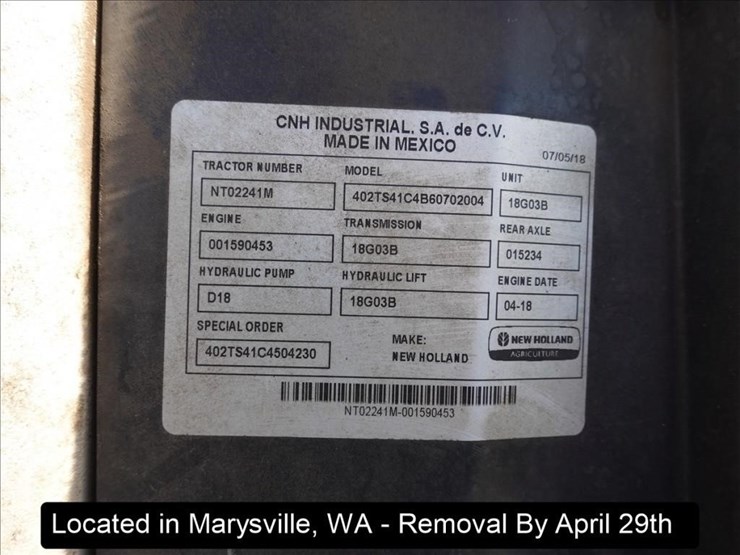 CNH INDUSTRIAL, S.A. de C.V.
MADE IN MEXICO
07/05/18
TRACTOR NUMBER MODEL UNIT
NT02241M 402TS41C4B60702004 18G03B
ENGINE TRANSMISSION REAR AXLE
001590453 18G03B 015234
HYDRAULIC PUMP HYDRAULIC LIFT ENGINE DATE
D18 18G03B 04-18
SPECIAL ORDER MAKE: NEW HOLLAND
402TS41C4504230 NEW HOLLAND AGRICULTURE
NT02241M-001590453
Located in Marysville, WA - Removal By April 29th